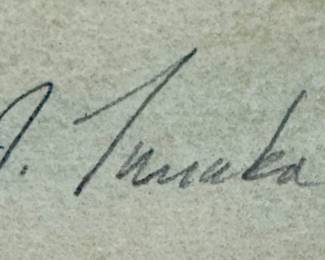 . Tanaka